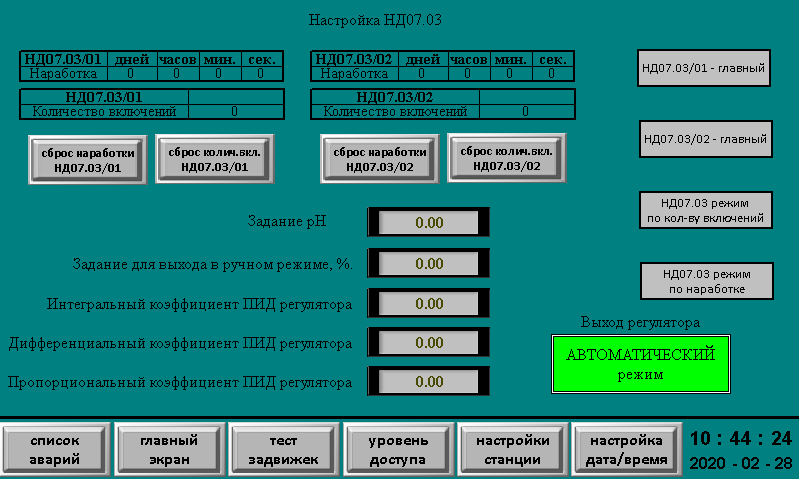 Настройка НД07.03
НД07.03/01 дней часов мин. сек.
Наработка 0 0 0 0
НД07.03/01
Количество включений 0
сброс наработки
НД07.03/01
сброс колич.вкл.
НД07.03/01
НД07.03/02 дней часов мин. сек.
Наработка 0 0 0 0
НД07.03/02
Количество включений 0
сброс наработки
НД07.03/02
сброс колич.вкл.
НД07.03/02
НД07.03/01 - главный
НД07.03/02 - главный
НД07.03 режим
по кол-ву включений
НД07.03 режим
по наработке
Задание pH 0.00
Задание для выхода в ручном режиме, %. 0.00
Интегральный коэффициент ПИД регулятора 0.00
Дифференциальный коэффициент ПИД регулятора 0.00
Пропорциональный коэффициент ПИД регулятора 0.00
Выход регулятора
АВТОМАТИЧЕСКИЙ
режим
список
аварий
главный
экран
тест
задвижек
уровень
доступа
настройки
станции
настройка
дата/время
10 : 44 : 24
2020 - 02 - 28